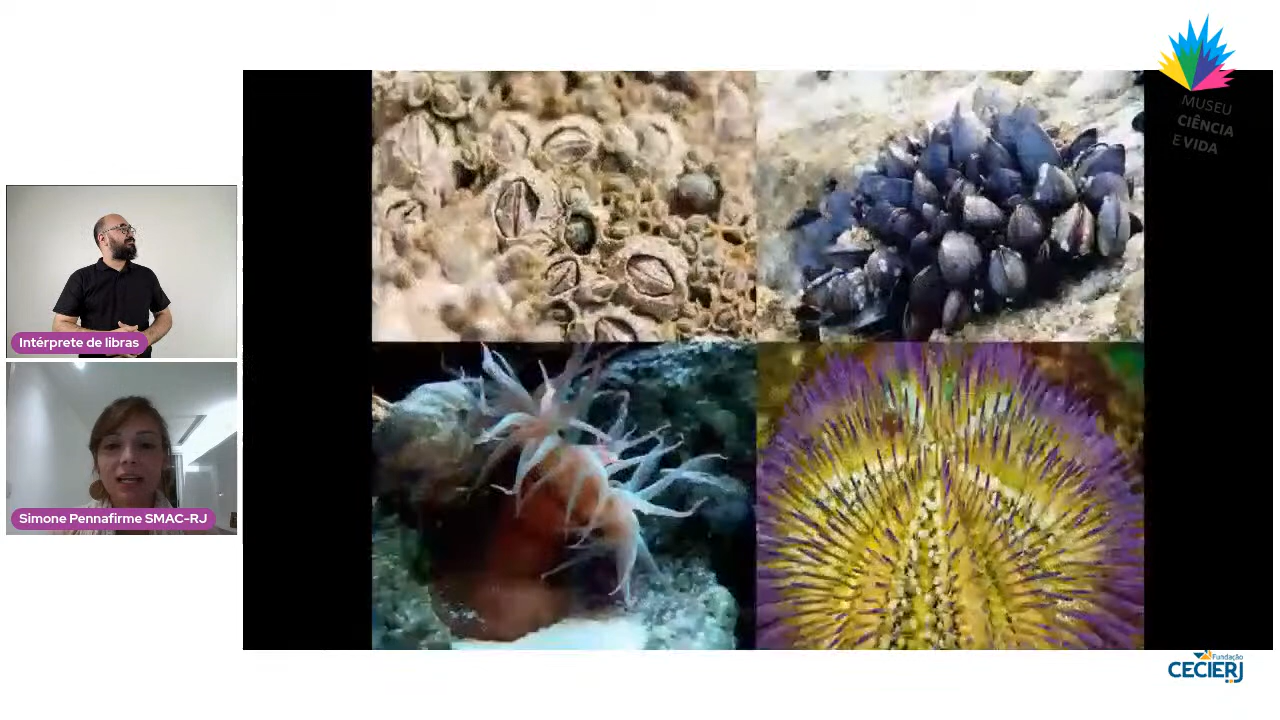 MUSEU
CIÊNCIA
E VIDA
Intérprete de libras
Simone Pennafirme SMAC-RJ
Fundação
CECIERJ